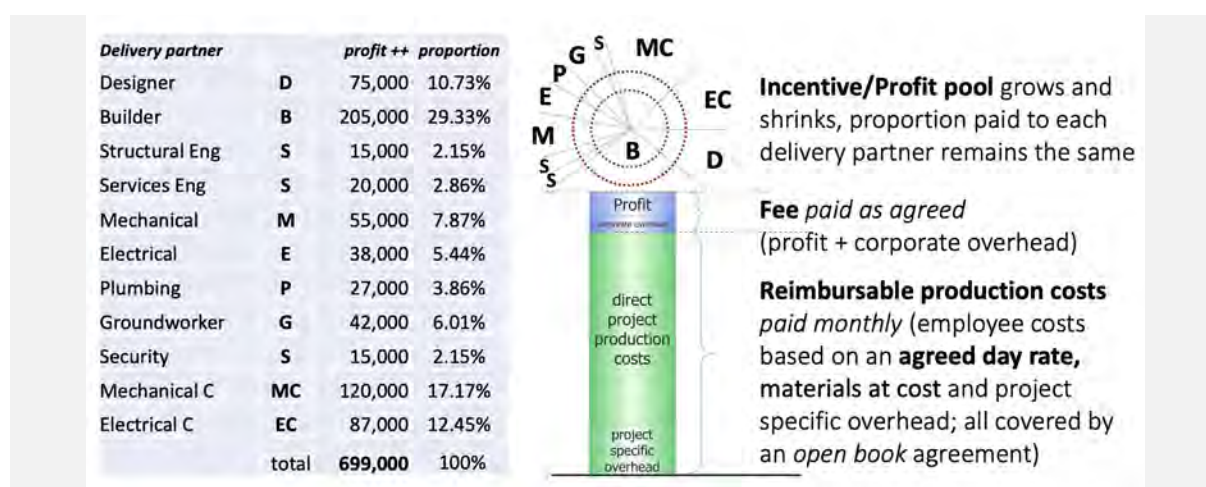 Delivery partner profit ++ proportion
Designer D 75,000 10.73%
Builder B 205,000 29.33%
Structural Eng S 15,000 2.15%
Services Eng S 20,000 2.86%
Mechanical M 55,000 7.87%
Electrical E 38,000 5.44%
Plumbing P 27,000 3.86%
Groundworker G 42,000 6.01%
Security S 15,000 2.15%
Mechanical C MC 120,000 17.17%
Electrical C EC 87,000 12.45%
total 699,000 100%
MC
S
G
P
E
M
S
S
B
D
EC
Profit
corporate overhead
direct
project
production
costs
project
specific
overhead
Incentive/Profit pool grows and
shrinks, proportion paid to each
delivery partner remains the same
Fee paid as agreed
(profit + corporate overhead)
Reimbursable production costs
paid monthly (employee costs
based on an agreed day rate,
materials at cost and project
specific overhead; all covered by
an open book agreement)